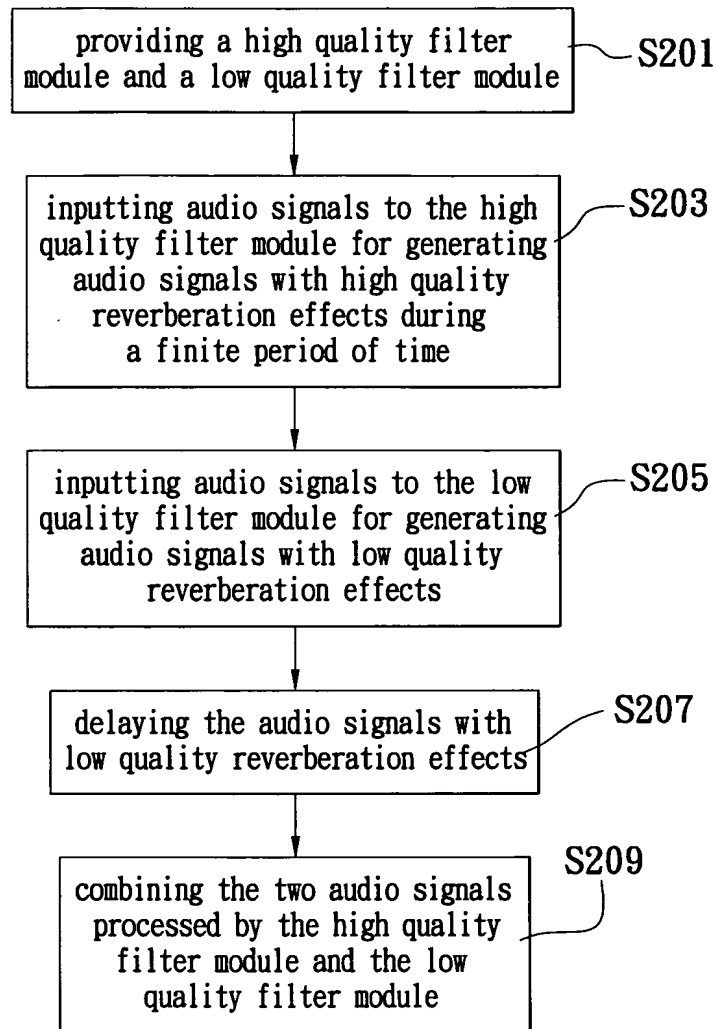 providing a high quality filter
module and a low quality filter module
S201
inputting audio signals to the high
quality filter module for generating
audio signals with high quality
reverberation effects during
a finite period of time
S203
inputting audio signals to the low
quality filter module for generating
audio signals with low quality
reverberation effects
S205
delaying the audio signals with
low quality reverberation effects
S207
combining the two audio signals
processed by the high quality
filter module and the low
quality filter module
S209